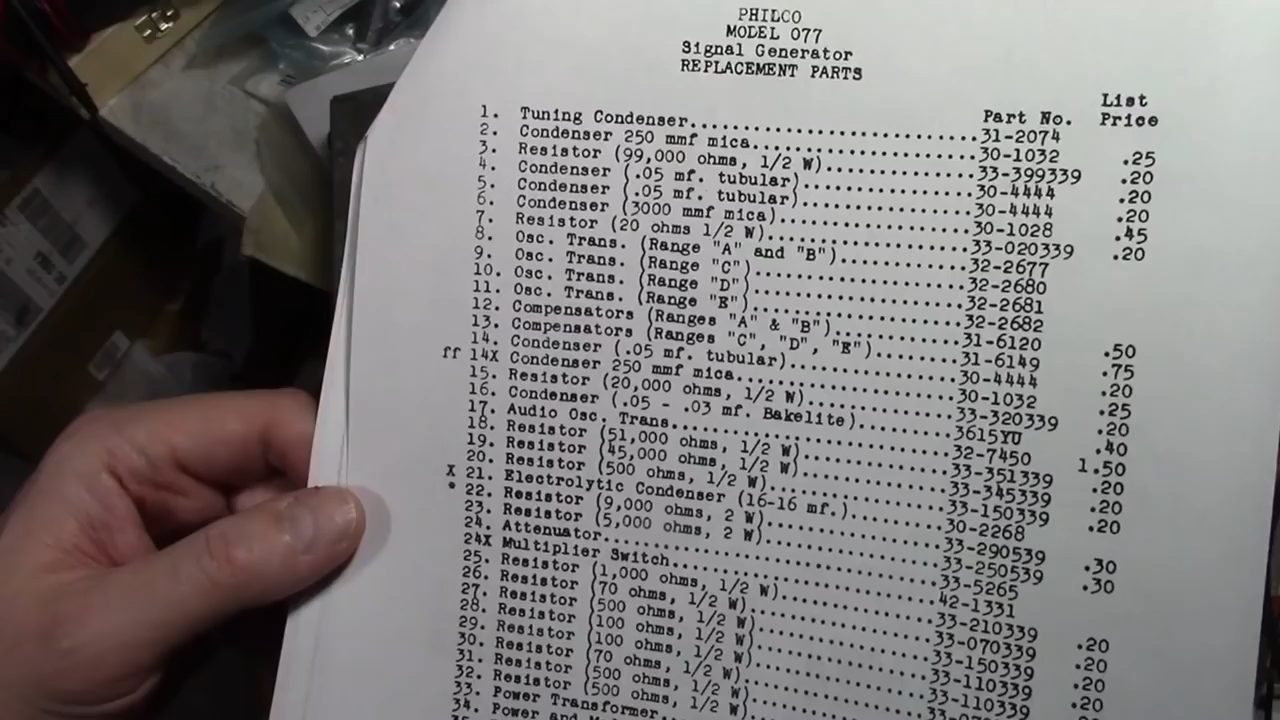 PHILCO
MODEL 077
Signal Generator
REPLACEMENT PARTS
List
Part No. Price
1. Tuning Condenser..............................31-2074
2. Condenser 250 mmf mica........................30-1032 .25
3. Resistor (99,000 ohms, 1/2 W).................33-399339 .20
4. Condenser (.05 mf. tubular)...................30-4444 .20
5. Condenser (.05 mf. tubular)...................30-4444 .20
6. Condenser (3000 mmf mica).....................30-1028 .45
7. Resistor (20 ohms 1/2 W)......................33-020339 .20
8. Osc. Trans. (Range "A" and "B")...............32-2677
9. Osc. Trans. (Range "C").......................32-2680
10. Osc. Trans. (Range "D")......................32-2681
11. Osc. Trans. (Range "E")......................32-2682
12. Compensators (Ranges "A" & "B")..............31-6120 .50
13. Compensators (Ranges "C", "D", "E")..........31-6149 .75
14. Condenser (.05 mf. tubular)..................30-4444 .20
ff 14X Condenser 250 mmf mica....................30-1032 .25
15. Resistor (20,000 ohms, 1/2 W)................33-320339 .20
16. Condenser (.05 - .03 mf. Bakelite)...........3615YU .40
17. Audio Osc. Trans.............................32-7450 1.50
18. Resistor (51,000 ohms, 1/2 W)................33-351339 .20
19. Resistor (45,000 ohms, 1/2 W)................33-345339 .20
20. Resistor (500 ohms, 1/2 W)...................33-150339 .20
X 21. Electrolytic Condenser (16-16 mf.).........30-2268
• 22. Resistor (9,000 ohms, 2 W).................33-290539 .30
23. Resistor (5,000 ohms, 2 W)...................33-250539 .30
24. Attenuator...................................33-5265
24X Multiplier Switch............................42-1331
25. Resistor (1,000 ohms, 1/2 W).................33-210339 .20
26. Resistor (70 ohms, 1/2 W)....................33-070339 .20
27. Resistor (500 ohms, 1/2 W)...................33-150339 .20
28. Resistor (100 ohms, 1/2 W)...................33-110339
29. Resistor (100 ohms, 1/2 W)...................33-110339
30. Resistor (70 ohms, 1/2 W)
31. Resistor (500 ohms, 1/2 W)
32. Resistor (500 ohms, 1/2 W)
33. Power Transformer
34. Power and